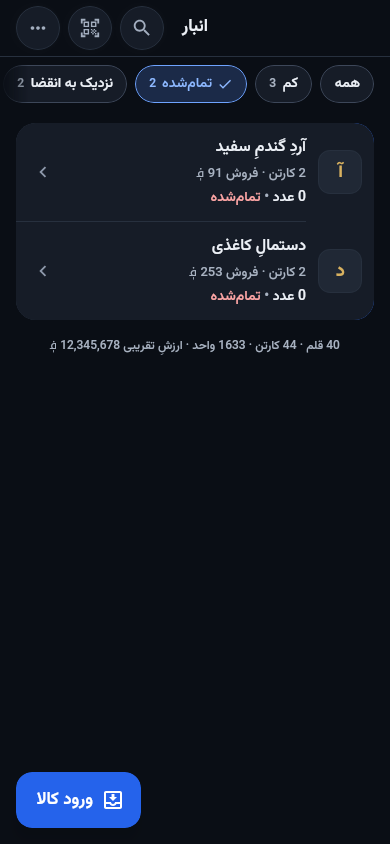 انبار
همه
کم 3
تمام‌شده 2
نزدیک به انقضا 2
آ
آردِ گندمِ سفید
2 کارتن · فروش 91 ؋
0 عدد • تمام‌شده
د
دستمالِ کاغذی
2 کارتن · فروش 253 ؋
0 عدد • تمام‌شده
40 قلم · 44 کارتن · 1633 واحد · ارزشِ تقریبی 12,345,678 ؋
ورود کالا